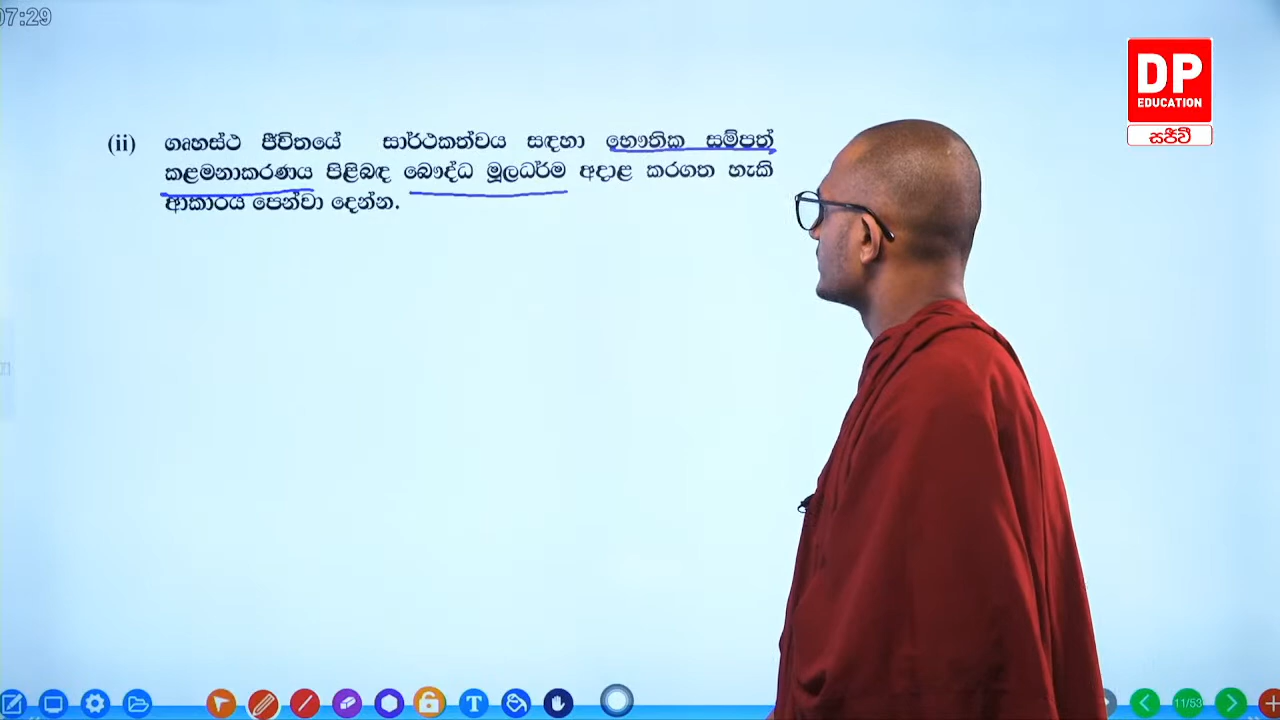 07:29
DP
EDUCATION
සජීවී
(ii) ගෘහස්ථ ජීවිතයේ සාර්ථකත්වය සඳහා භෞතික සම්පත්
කළමනාකරණය පිළිබඳ බෞද්ධ මූලධර්ම අදාළ කරගත හැකි
ආකාරය පෙන්වා දෙන්න.
T
11/53